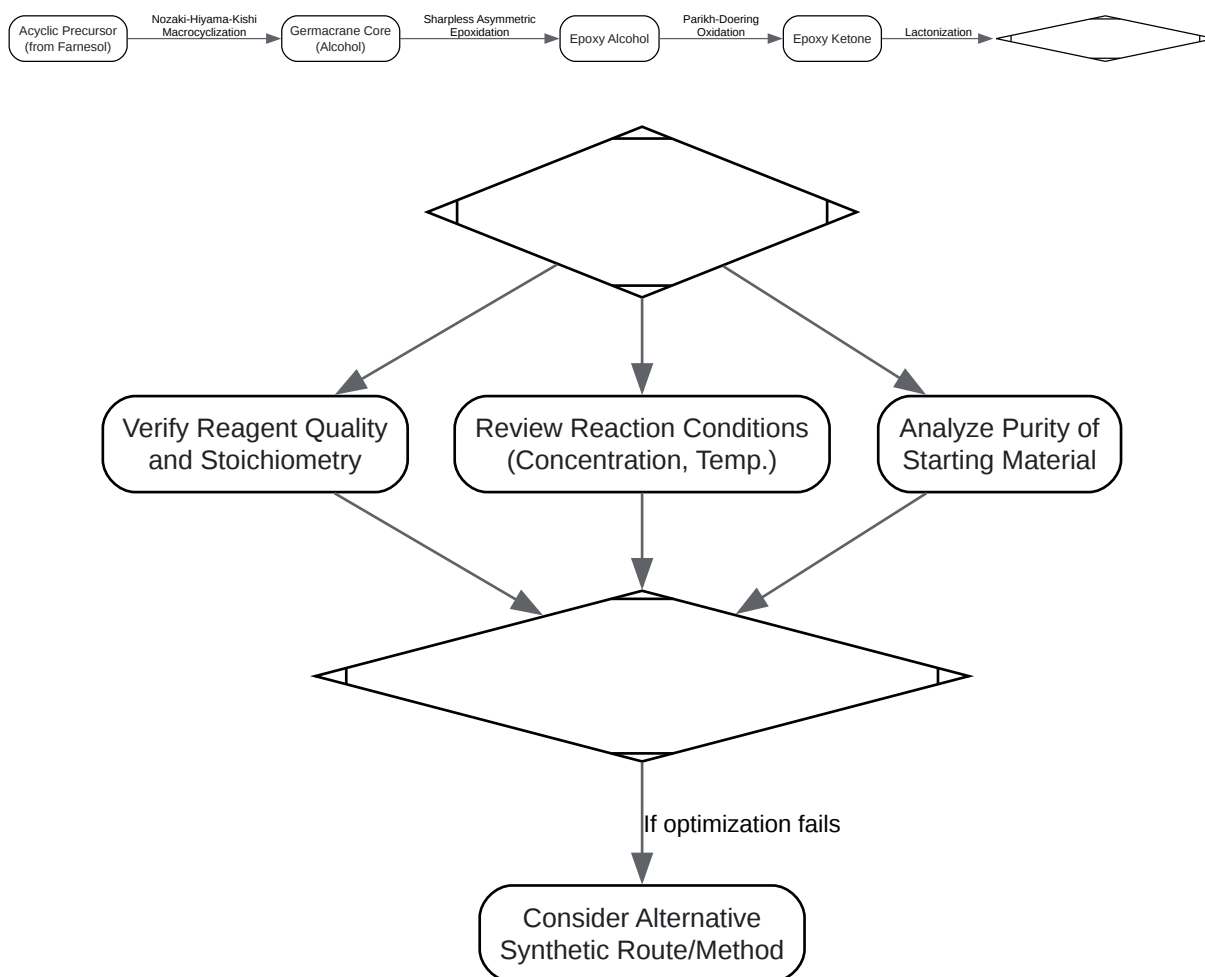 Nozaki-Hiyama-Kishi
Macrocyclization
Sharpless Asymmetric
Epoxidation
Parikh-Doering
Oxidation
Lactonization
Acyclic Precursor
(from Farnesol)
Germacrane Core
(Alcohol)
Epoxy Alcohol
Epoxy Ketone
Verify Reagent Quality
and Stoichiometry
Review Reaction Conditions
(Concentration, Temp.)
Analyze Purity of
Starting Material
If optimization fails
Consider Alternative
Synthetic Route/Method